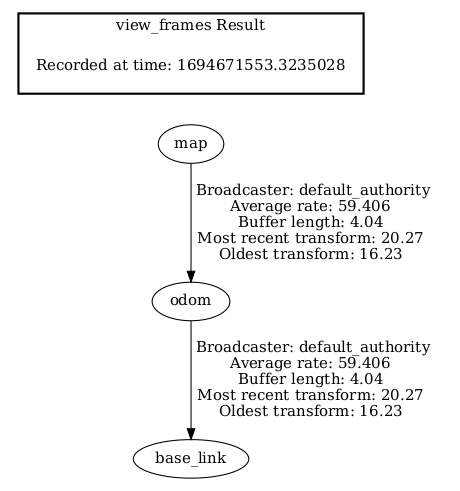 view_frames Result
Recorded at time: 1694671553.3235028
map
Broadcaster: default_authority
Average rate: 59.406
Buffer length: 4.04
Most recent transform: 20.27
Oldest transform: 16.23
odom
Broadcaster: default_authority
Average rate: 59.406
Buffer length: 4.04
Most recent transform: 20.27
Oldest transform: 16.23
base_link